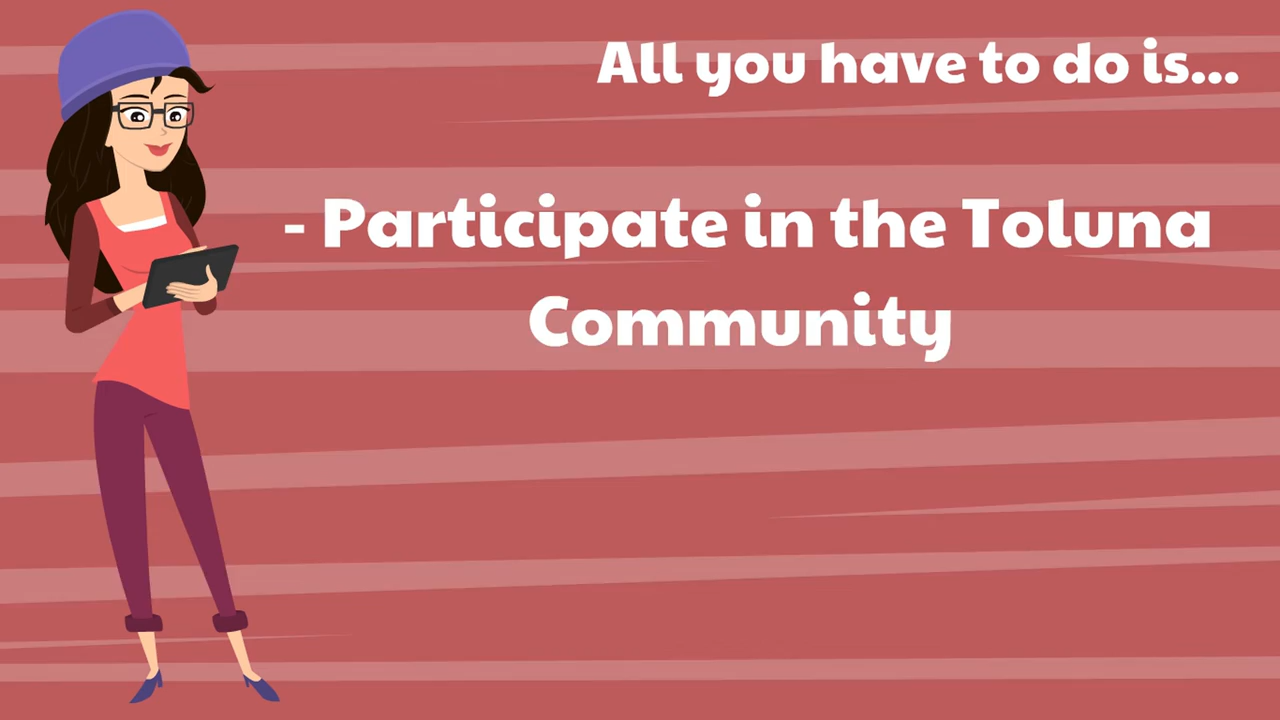 All you have to do is...
- Participate in the Toluna
Community